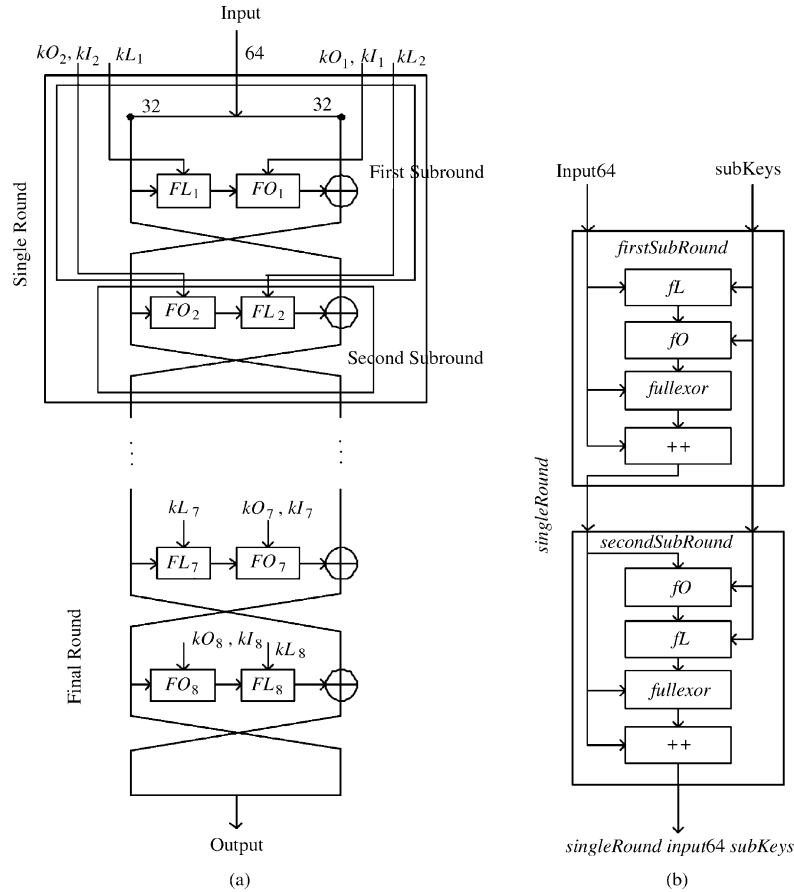 Input
64
kO₂, kI₂ kL₁
kO₁, kI₁ kL₂
32 32
FL₁ FO₁
First Subround
Single Round
FO₂ FL₂
Second Subround
kL₇ kO₇, kI₇
FL₇ FO₇
Final Round
kO₈, kI₈ kL₈
FO₈ FL₈
Output
(a)
Input64 subKeys
firstSubRound
fL
fO
fullexor
++
singleRound
secondSubRound
fO
fL
fullexor
++
singleRound input64 subKeys
(b)